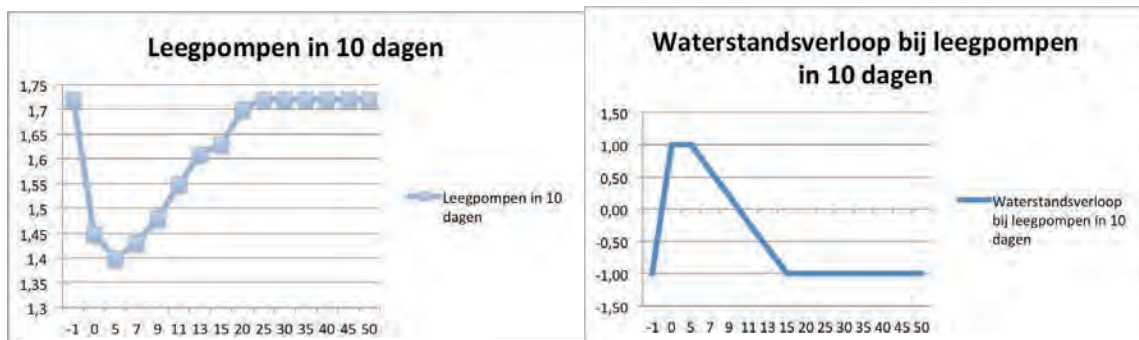 Leegpompen in 10 dagen
1,75
1,7
1,65
1,6
1,55
1,5
1,45
1,4
1,35
1,3
-1 0 5 7 9 11 13 15 20 25 30 35 40 45 50
Leegpompen in 10
dagen
Waterstandsverloop bij leegpompen
in 10 dagen
1,50
1,00
0,50
0,00
-0,50
-1,00
-1,50
-1 0 5 7 9 11 13 15 20 25 30 35 40 45 50
Waterstandsverloop
bij leegpompen in 10
dagen